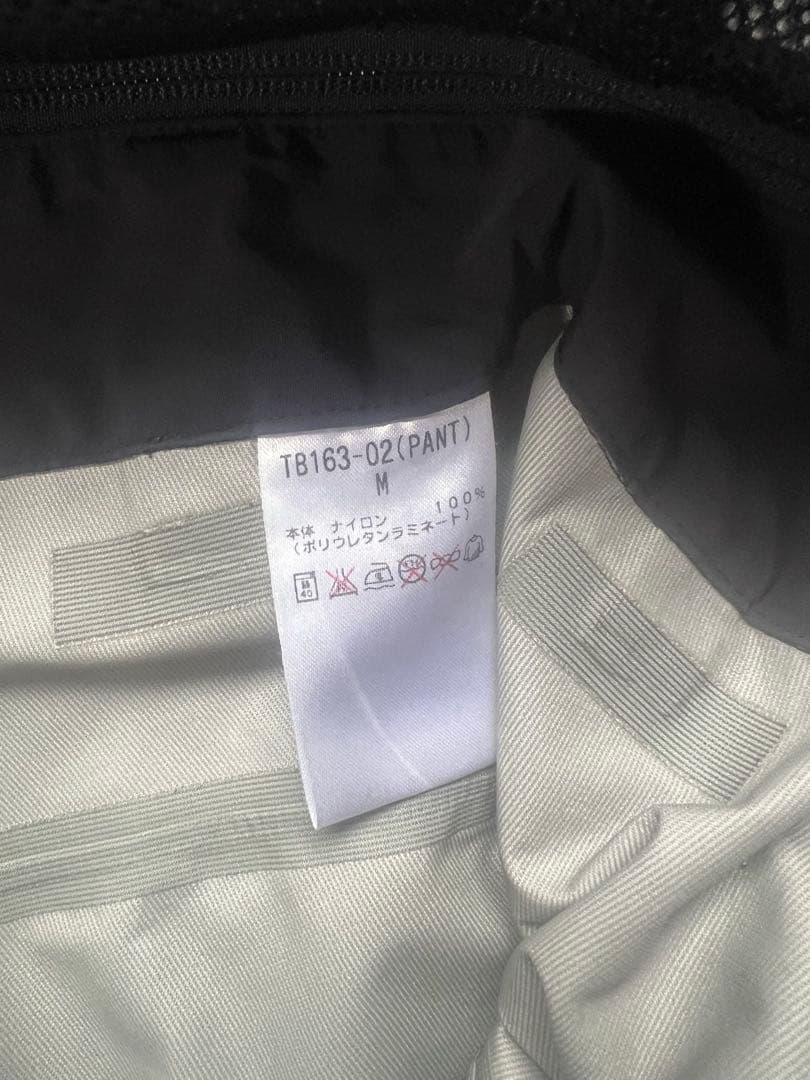 TB163-02(PANT)
M
本体 ナイロン 100%
(ポリウレタンラミネート)
40